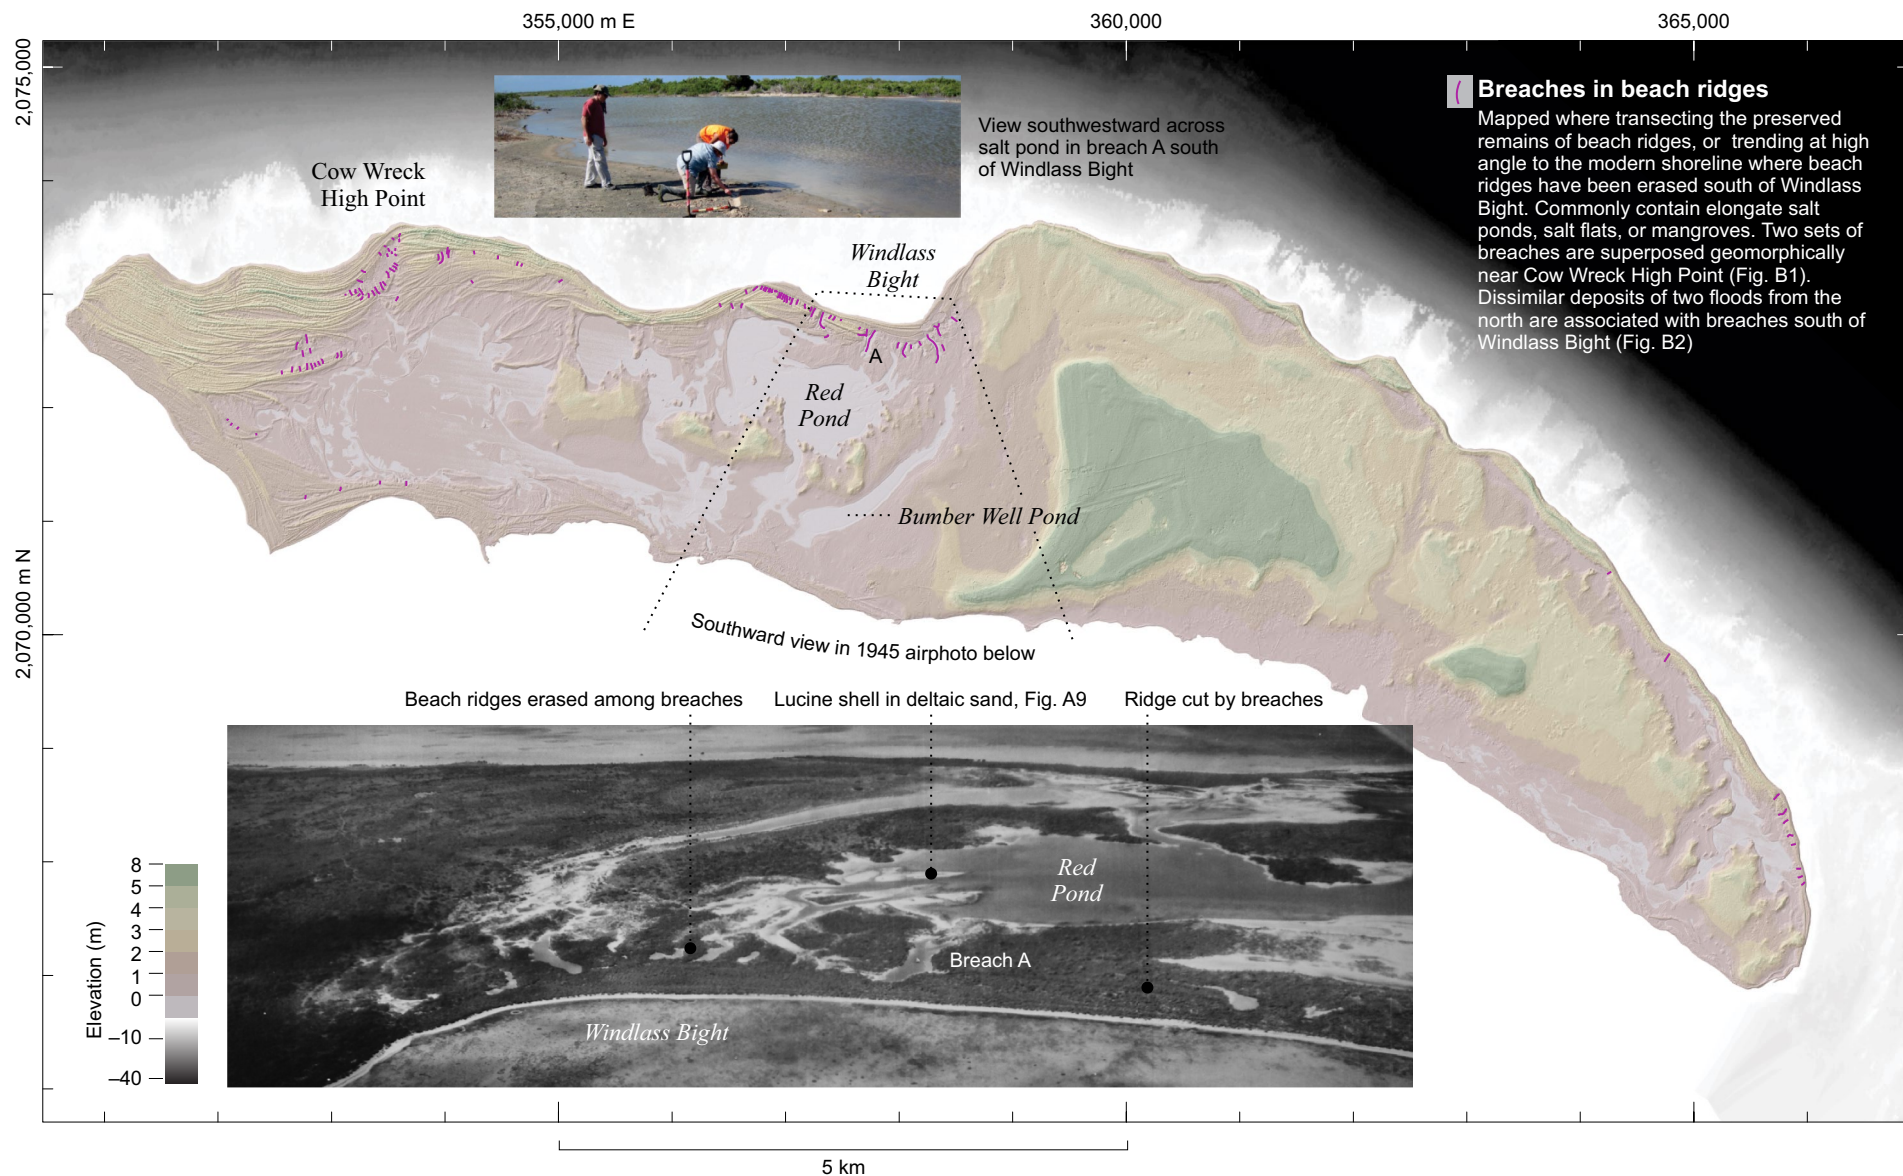 355,000 m E
360,000
365,000
2,075,000
2,070,000 m N
Breaches in beach ridges
Mapped where transecting the preserved
remains of beach ridges, or trending at high
angle to the modern shoreline where beach
ridges have been erased south of Windlass
Bight. Commonly contain elongate salt
ponds, salt flats, or mangroves. Two sets of
breaches are superposed geomorphically
near Cow Wreck High Point (Fig. B1).
Dissimilar deposits of two floods from the
north are associated with breaches south of
Windlass Bight (Fig. B2)
View southwestward across
salt pond in breach A south
of Windlass Bight
Cow Wreck
High Point
Windlass
Bight
A
Red
Pond
Bumber Well Pond
Southward view in 1945 airphoto below
Beach ridges erased among breaches
Lucine shell in deltaic sand, Fig. A9
Ridge cut by breaches
Red
Pond
Breach A
Windlass Bight
Elevation (m)
8
5
4
3
2
1
0
–10
–40
5 km